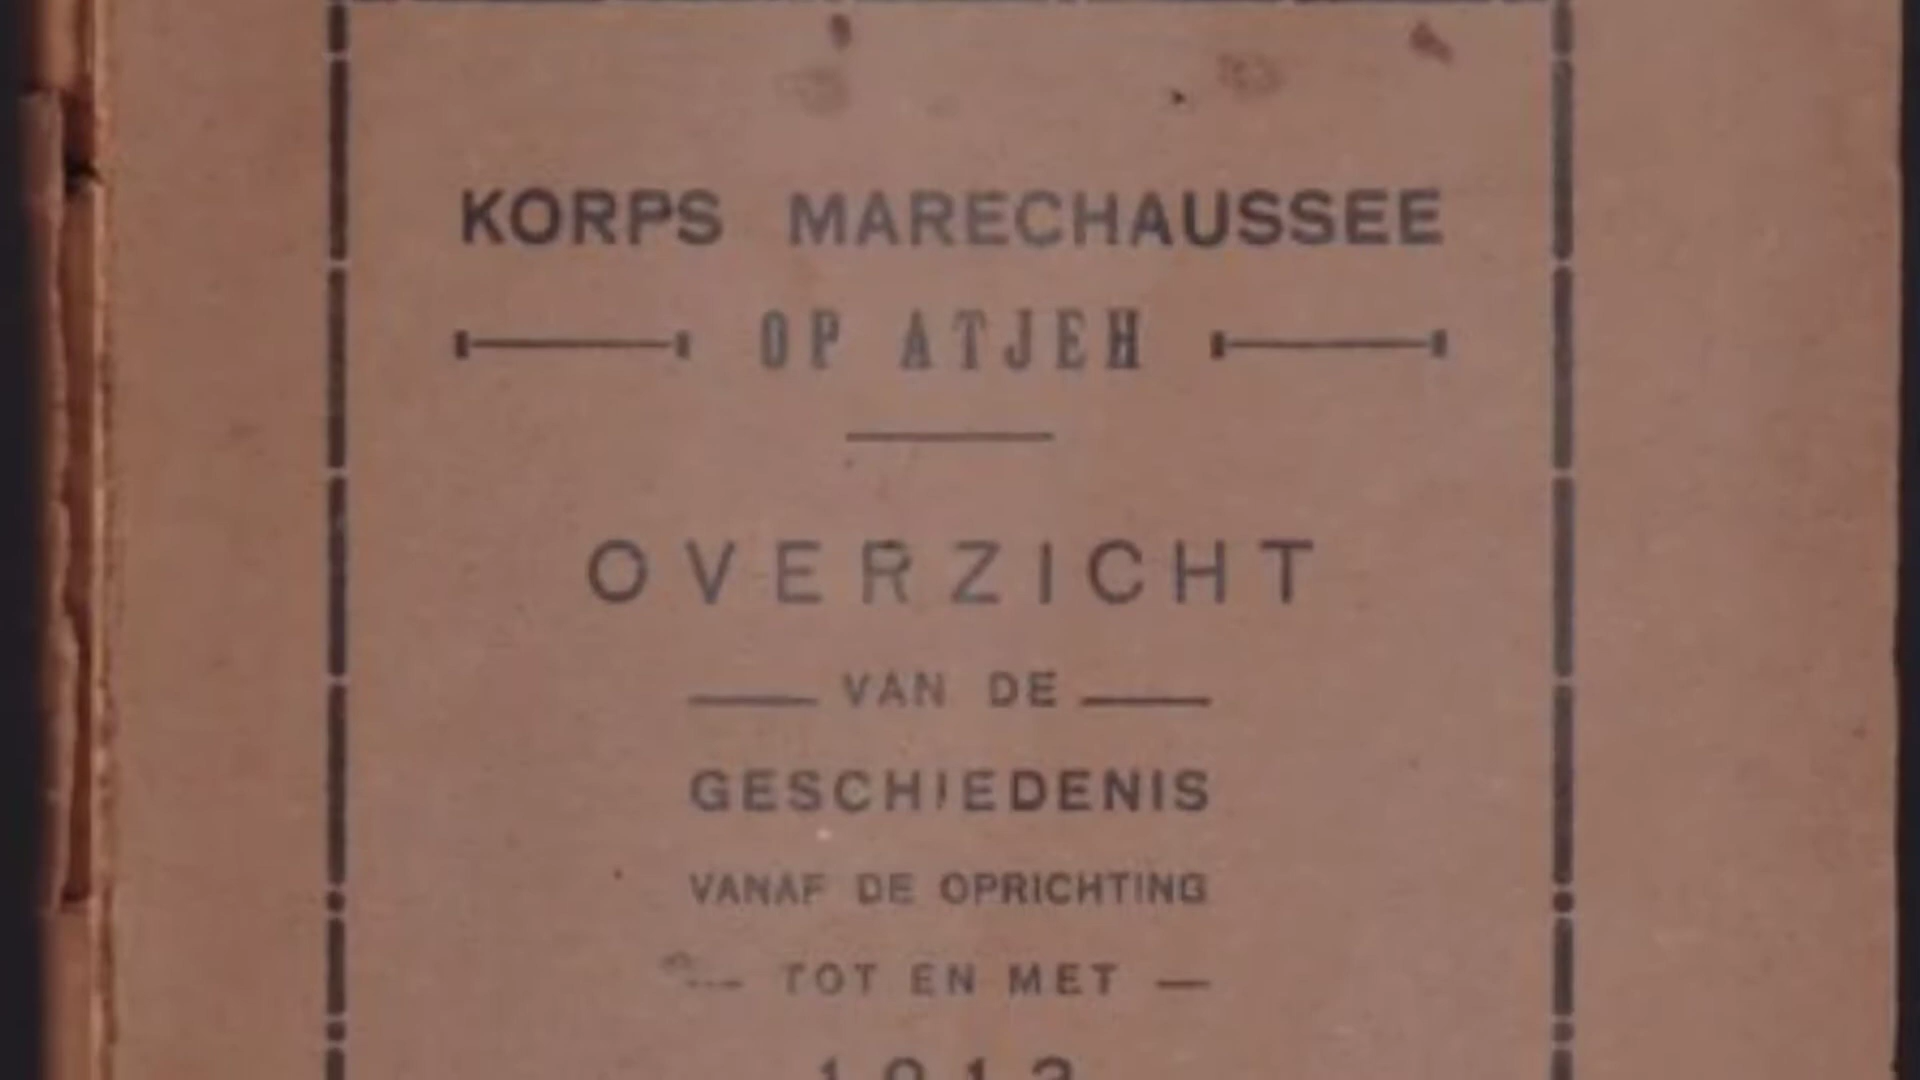 KORPS MARECHAUSSEE
OP ATJEH
OVERZICHT
VAN DE
GESCHIEDENIS
VANAF DE OPRICHTING
TOT EN MET